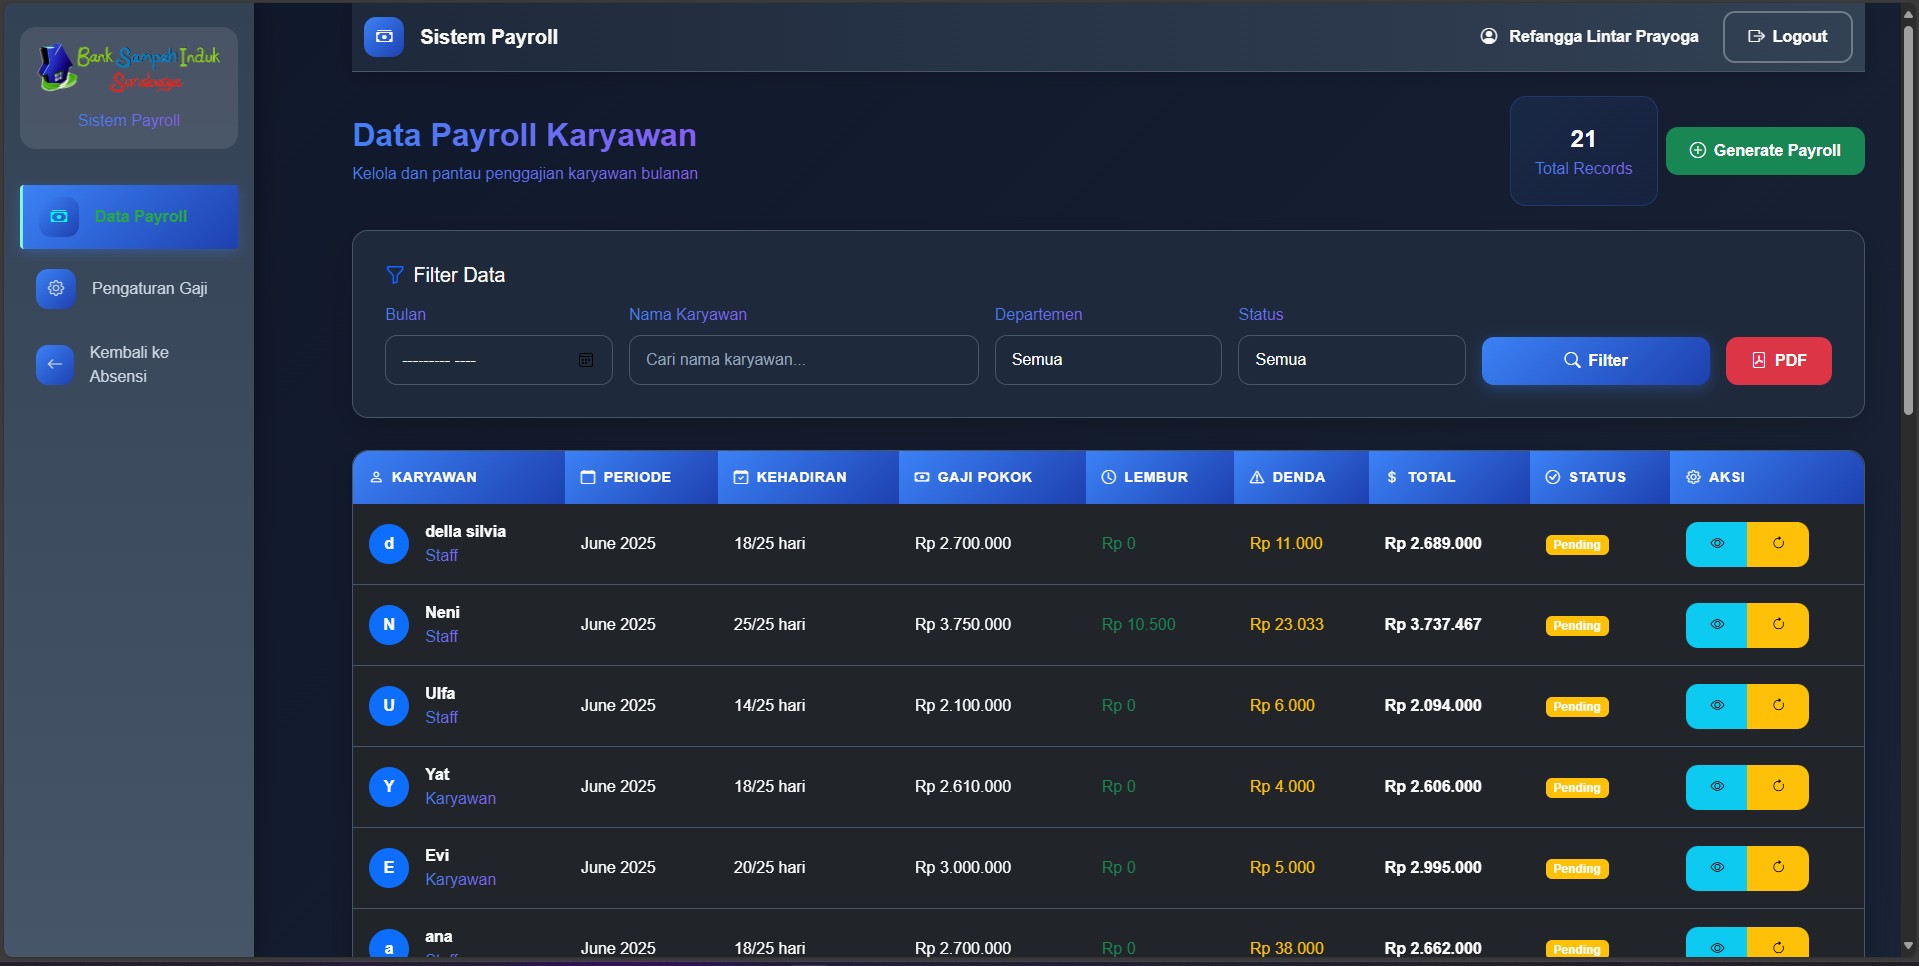 Bank Sampah Induk
Surabaya
Sistem Payroll
Data Payroll
Pengaturan Gaji
Kembali ke
Absensi
Sistem Payroll
Refangga Lintar Prayoga
Logout
Data Payroll Karyawan
Kelola dan pantau penggajian karyawan bulanan
21
Total Records
Generate Payroll
Filter Data
Bulan
Nama Karyawan
Departemen
Status
--------- ----
Cari nama karyawan...
Semua
Semua
Filter
PDF
KARYAWAN PERIODE KEHADIRAN GAJI POKOK LEMBUR DENDA $ TOTAL STATUS AKSI
d
della silvia
Staff
June 2025 18/25 hari Rp 2.700.000 Rp 0 Rp 11.000 Rp 2.689.000 Pending
N
Neni
Staff
June 2025 25/25 hari Rp 3.750.000 Rp 10.500 Rp 23.033 Rp 3.737.467 Pending
U
Ulfa
Staff
June 2025 14/25 hari Rp 2.100.000 Rp 0 Rp 6.000 Rp 2.094.000 Pending
Y
Yat
Karyawan
June 2025 18/25 hari Rp 2.610.000 Rp 0 Rp 4.000 Rp 2.606.000 Pending
E
Evi
Karyawan
June 2025 20/25 hari Rp 3.000.000 Rp 0 Rp 5.000 Rp 2.995.000 Pending
a
ana
June 2025 18/25 hari Rp 2.700.000 Rp 0 Rp 38.000 Rp 2.662.000 Pending